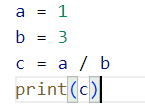 a = 1
b = 3
c = a / b
print(c)